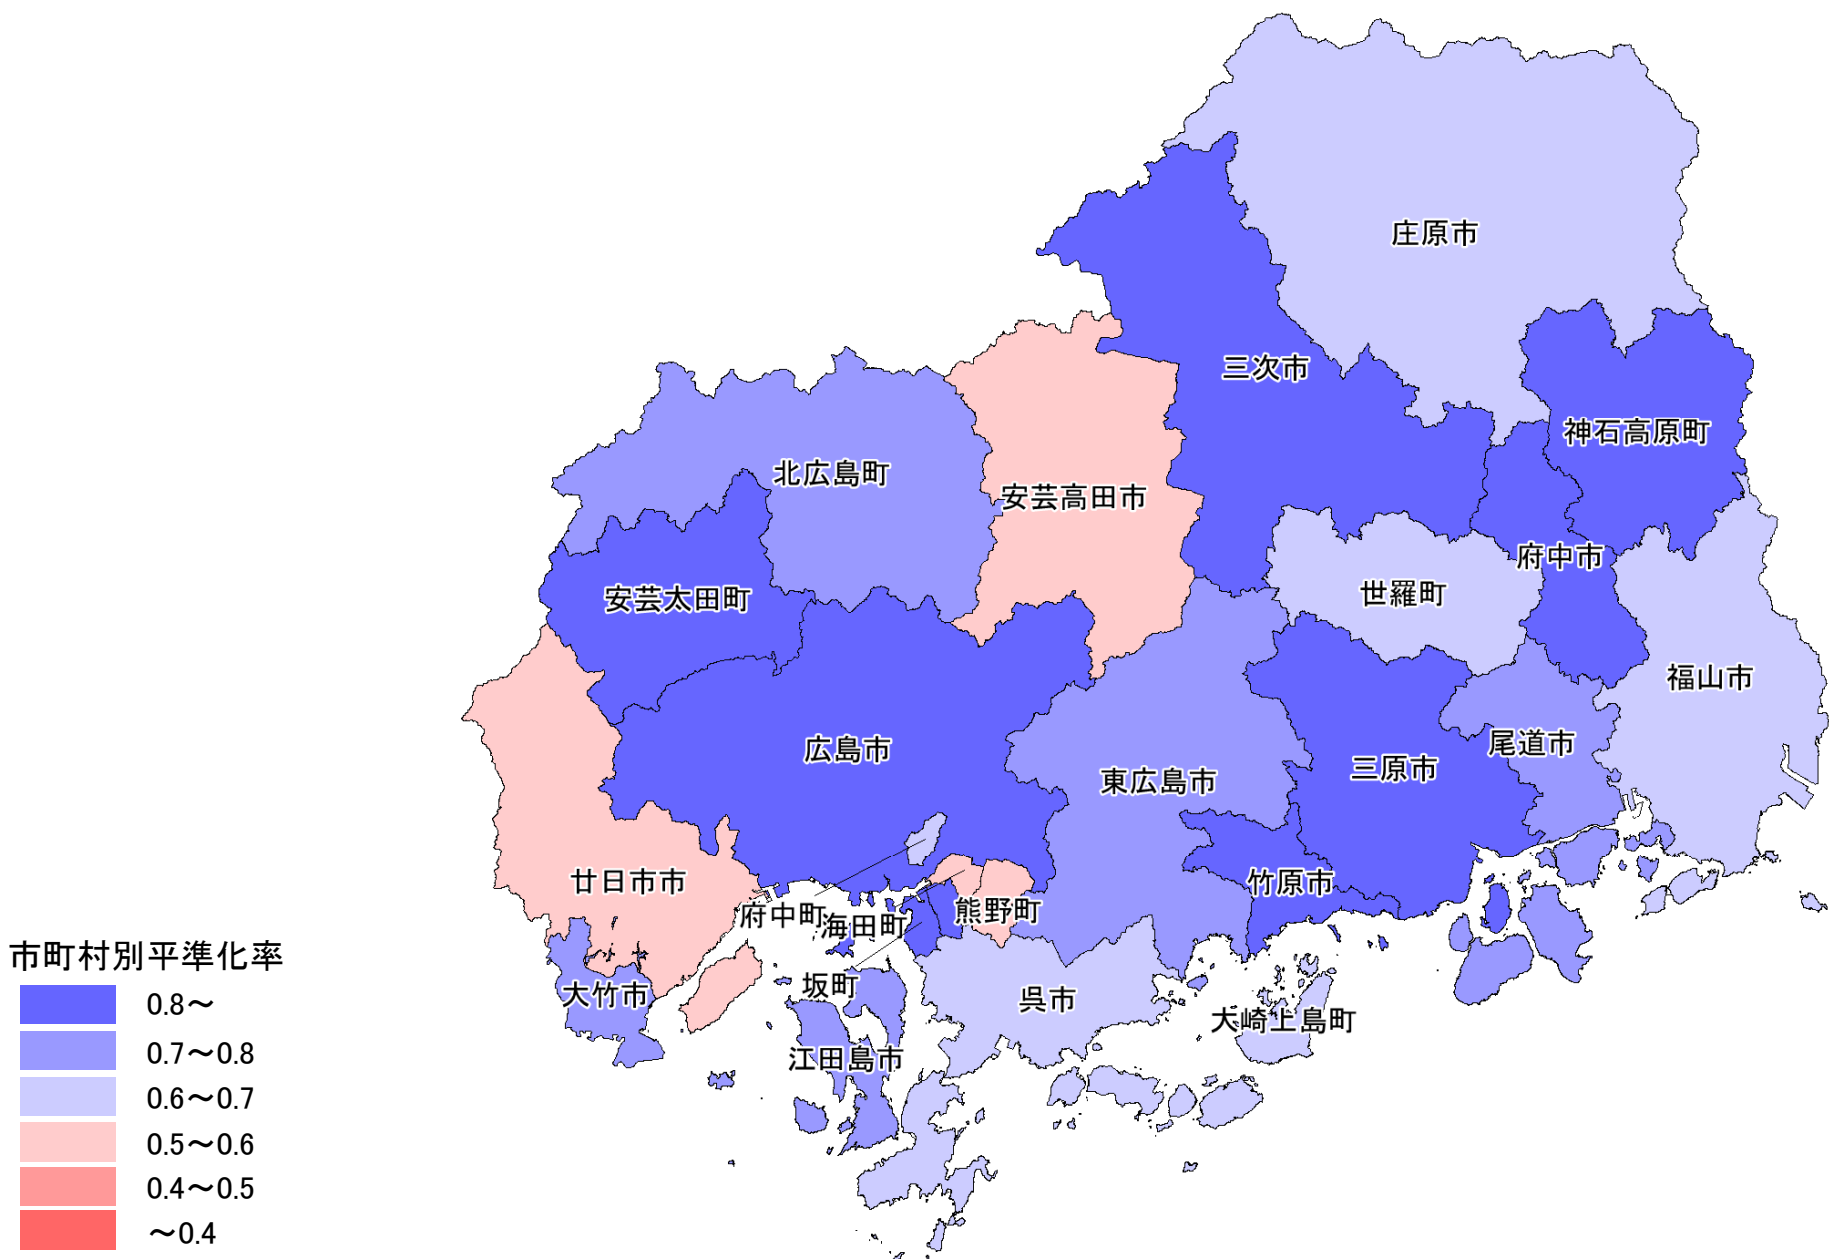 庄原市
三次市
神石高原町
北広島町
安芸高田市
府中市
安芸太田町
世羅町
福山市
広島市
尾道市
三原市
東広島市
廿日市市
竹原市
府中町
海田町
熊野町
坂町
大竹市
呉市
大崎上島町
江田島市
市町村別平準化率
0.8～
0.7～0.8
0.6～0.7
0.5～0.6
0.4～0.5
～0.4